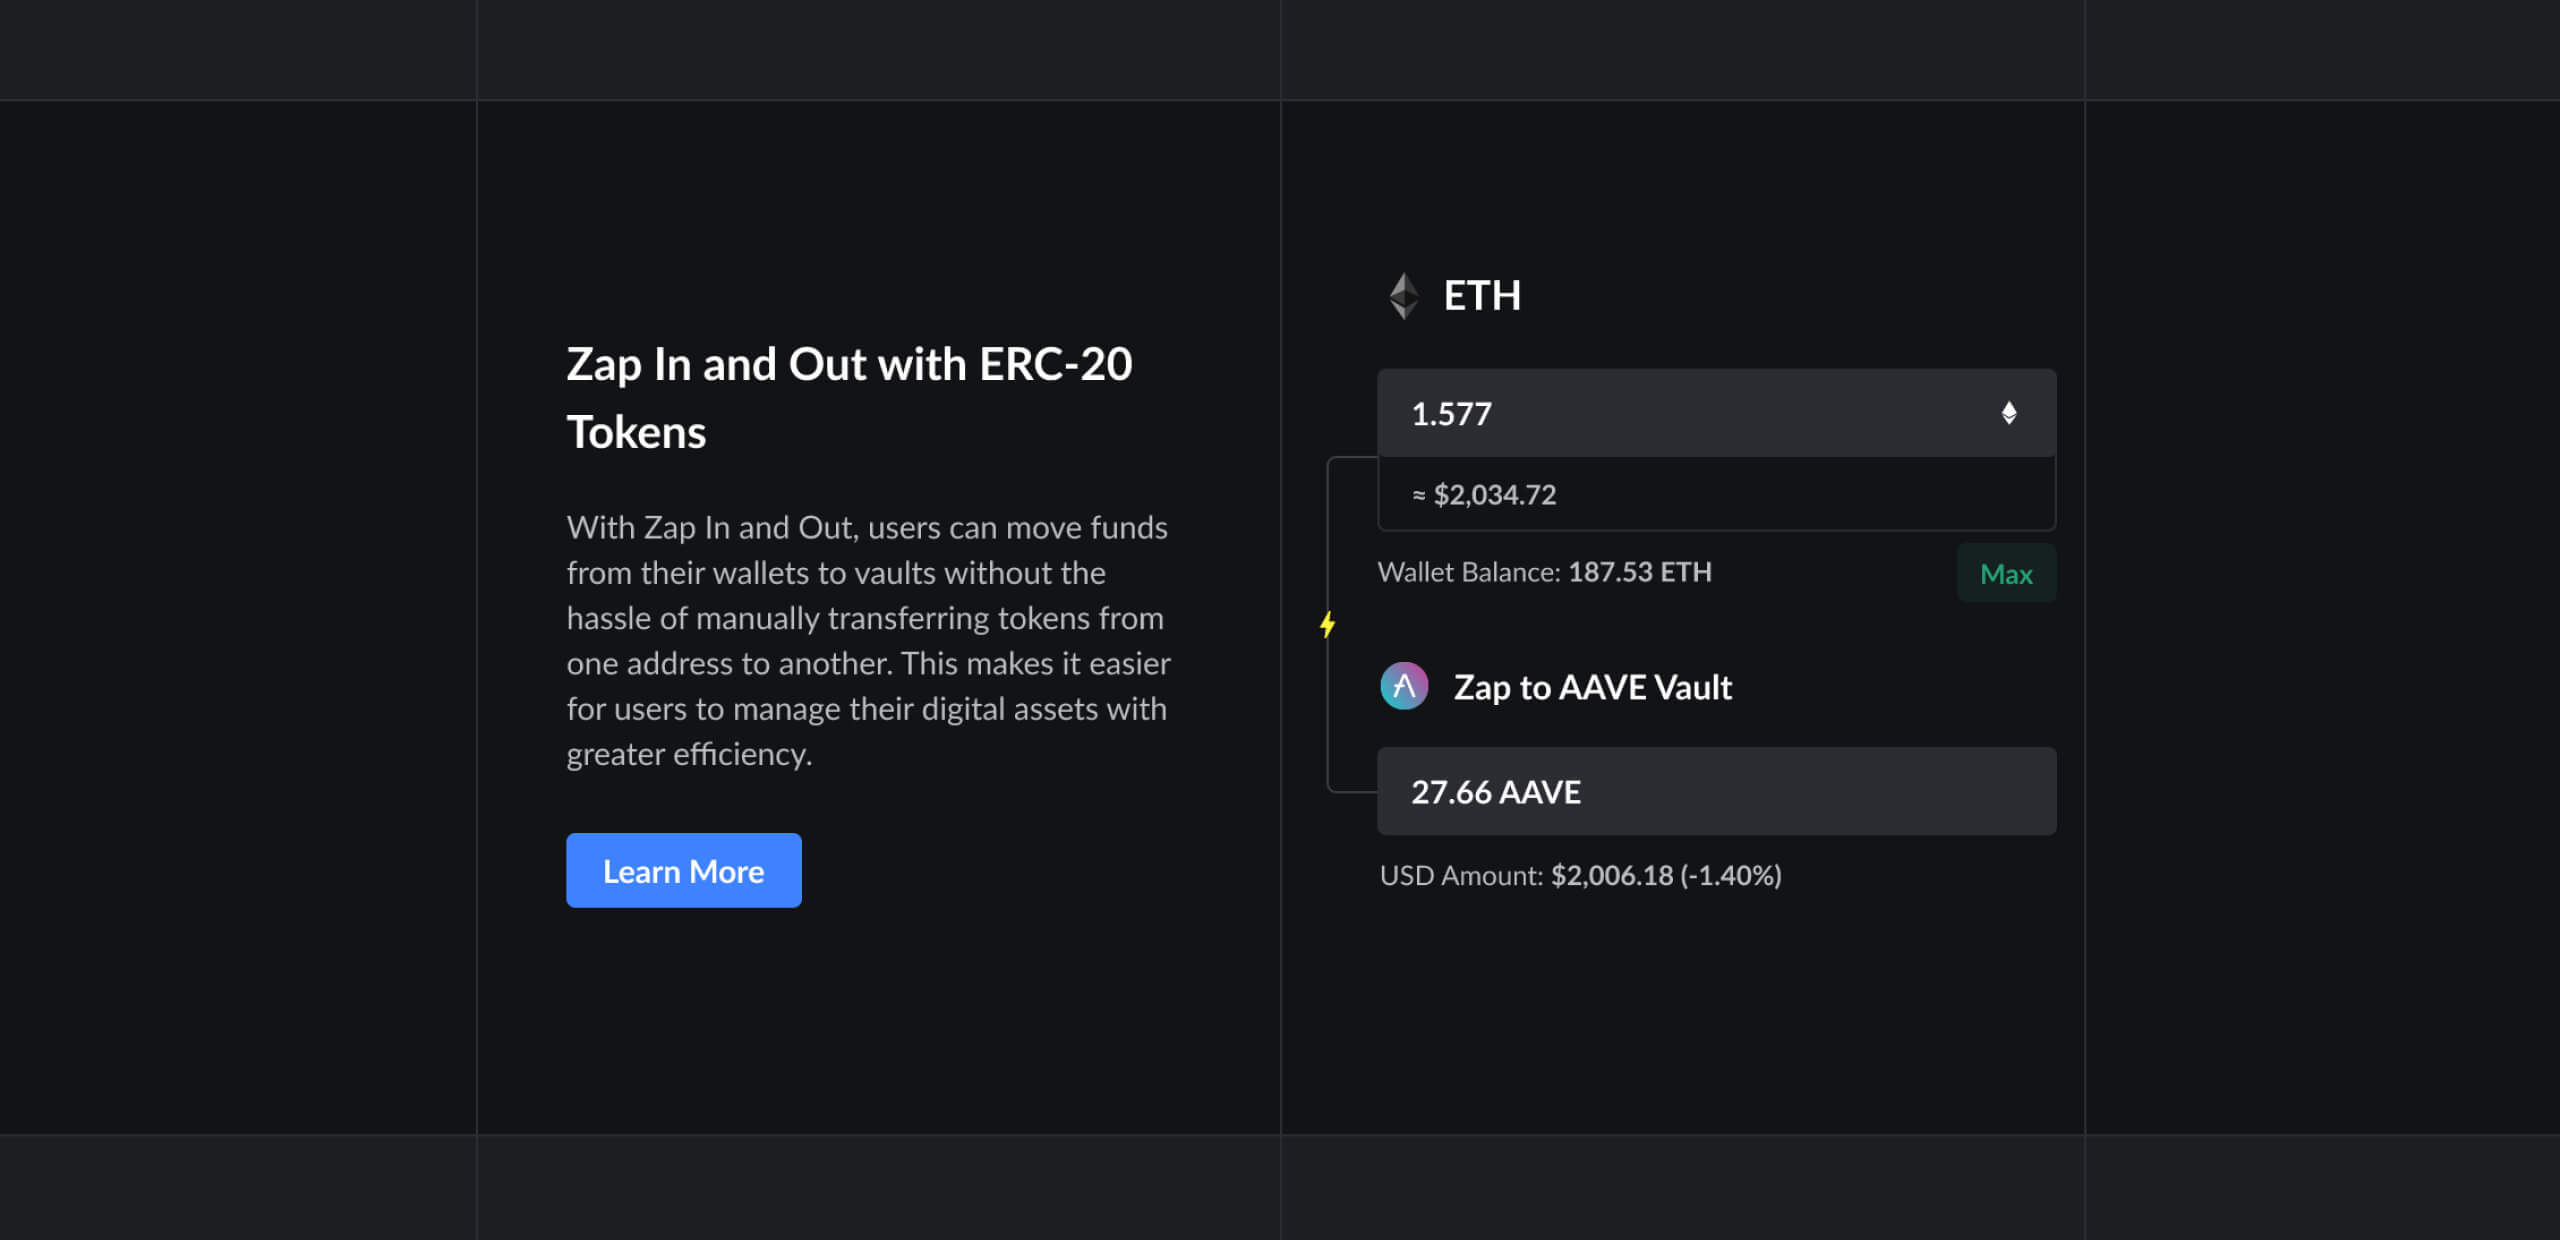 Zap In and Out with ERC-20
Tokens
With Zap In and Out, users can move funds
from their wallets to vaults without the
hassle of manually transferring tokens from
one address to another. This makes it easier
for users to manage their digital assets with
greater efficiency.
Learn More
ETH
1.577
≈ $2,034.72
Wallet Balance: 187.53 ETH
Max
Zap to AAVE Vault
27.66 AAVE
USD Amount: $2,006.18 (-1.40%)